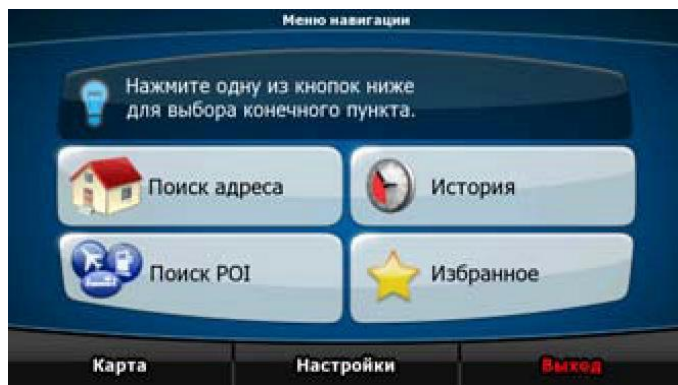 Меню навигации
Нажмите одну из кнопок ниже
для выбора конечного пункта.
Поиск адреса
История
Поиск POI
Избранное
Карта
Настройки
Выход